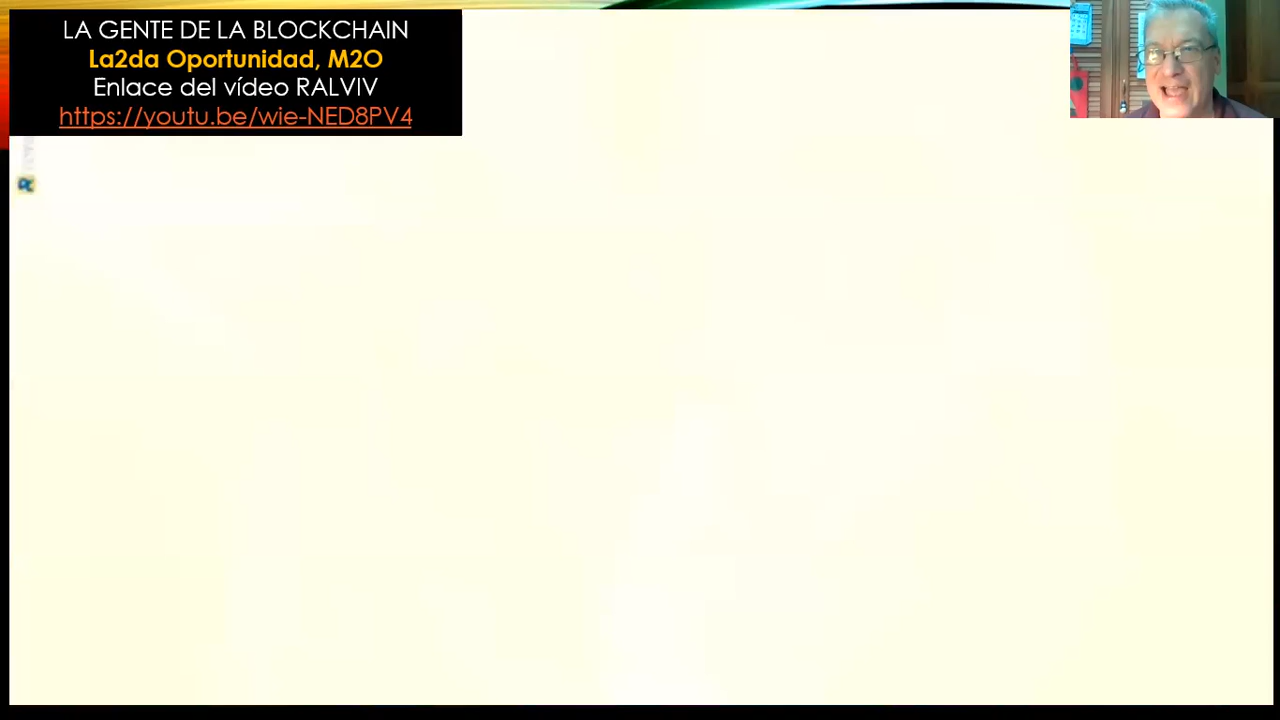 LA GENTE DE LA BLOCKCHAIN
La2da Oportunidad, M2O
Enlace del vídeo RALVIV
https://youtu.be/wie-NED8PV4